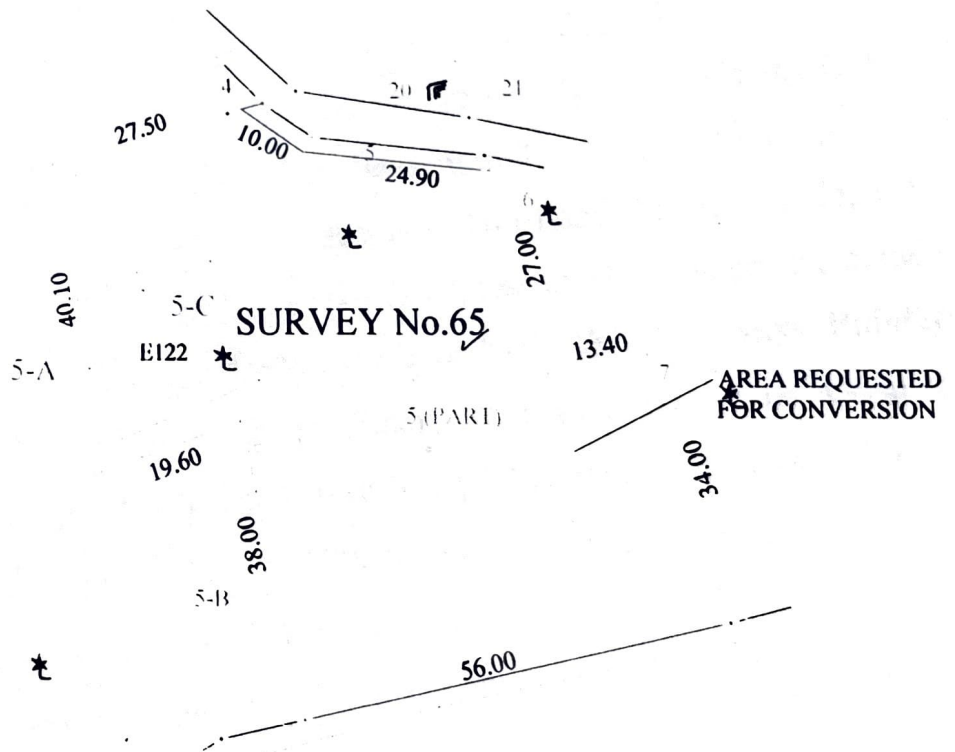 4
20
21
27.50
10.00
5
24.90
6
27.00
40.10
5-C
SURVEY No.65
E122
13.40
5-A
7
AREA REQUESTED
FOR CONVERSION
5 (PART)
19.60
34.00
38.00
5-B
56.00